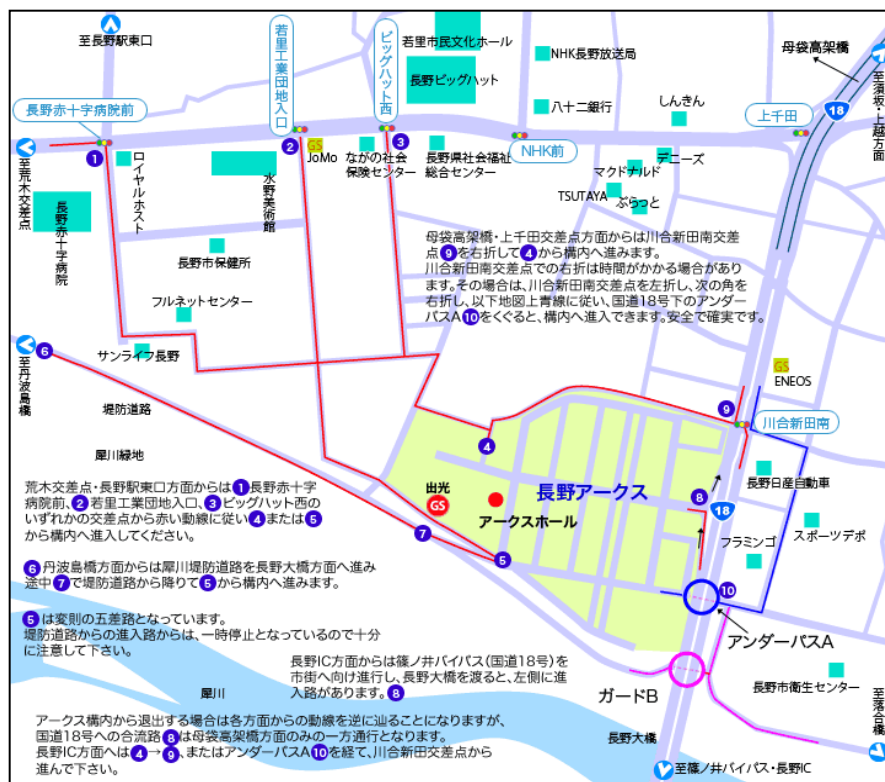 至長野駅東口
若里工業団地入口
ビッグハット西
若里市民文化ホール
長野ビッグハット
NHK長野放送局
八十二銀行
しんきん
上千田
母袋高架橋
18
至須坂・上越方面
長野赤十字病院前
至荒木交差点
1
ロイヤルホスト
2
GS
JoMo
水野美術館
3
ながの社会
保険センター
長野県社会福祉
総合センター
NHK前
マクドナルド
デニーズ
TSUTAYA
ぶらっと
長野赤十字病院
長野市保健所
フルネットセンター
サンライフ長野
母袋高架橋・上千田交差点方面からは川合新田南交差
点9を右折して4から構内へ進みます。
川合新田南交差点での右折は時間がかかる場合があり
ます。その場合は、川合新田南交差点を左折し、次の角を
右折し、以下地図上青線に従い、国道18号下のアンダー
パスA10をくぐると、構内へ進入できます。安全で確実です。
6
至丹波島橋
堤防道路
犀川緑地
GS
ENEOS
9
川合新田南
4
長野アークス
出光
GS
アークスホール
8
18
長野日産自動車
スポーツデポ
フラミンゴ
7
5
10
アンダーパスA
荒木交差点・長野駅東口方面からは1長野赤十字
病院前、2若里工業団地入口、3ビッグハット西の
いずれかの交差点から赤い動線に従い4または5
から構内へ進入してください。
6丹波島橋方面からは犀川堤防道路を長野大橋方面へ進み
途中7で堤防道路から降りて5から構内へ進みます。
5は変則の五差路となっています。
堤防道路からの進入路からは、一時停止となっているので十分
に注意して下さい。
長野IC方面からは篠ノ井バイパス(国道18号)を
市街へ向け進行し、長野大橋を渡ると、左側に進
入路があります。8
犀川
ガードB
長野市衛生センター
至落合橋
長野大橋
アークス構内から退出する場合は各方面からの動線を逆に辿ることになりますが、
国道18号への合流路8は母袋高架橋方面のみの一方通行となります。
長野IC方面へは4→9、またはアンダーパスA10を経て、川合新田交差点から
進んで下さい。
至篠ノ井バイパス・長野IC